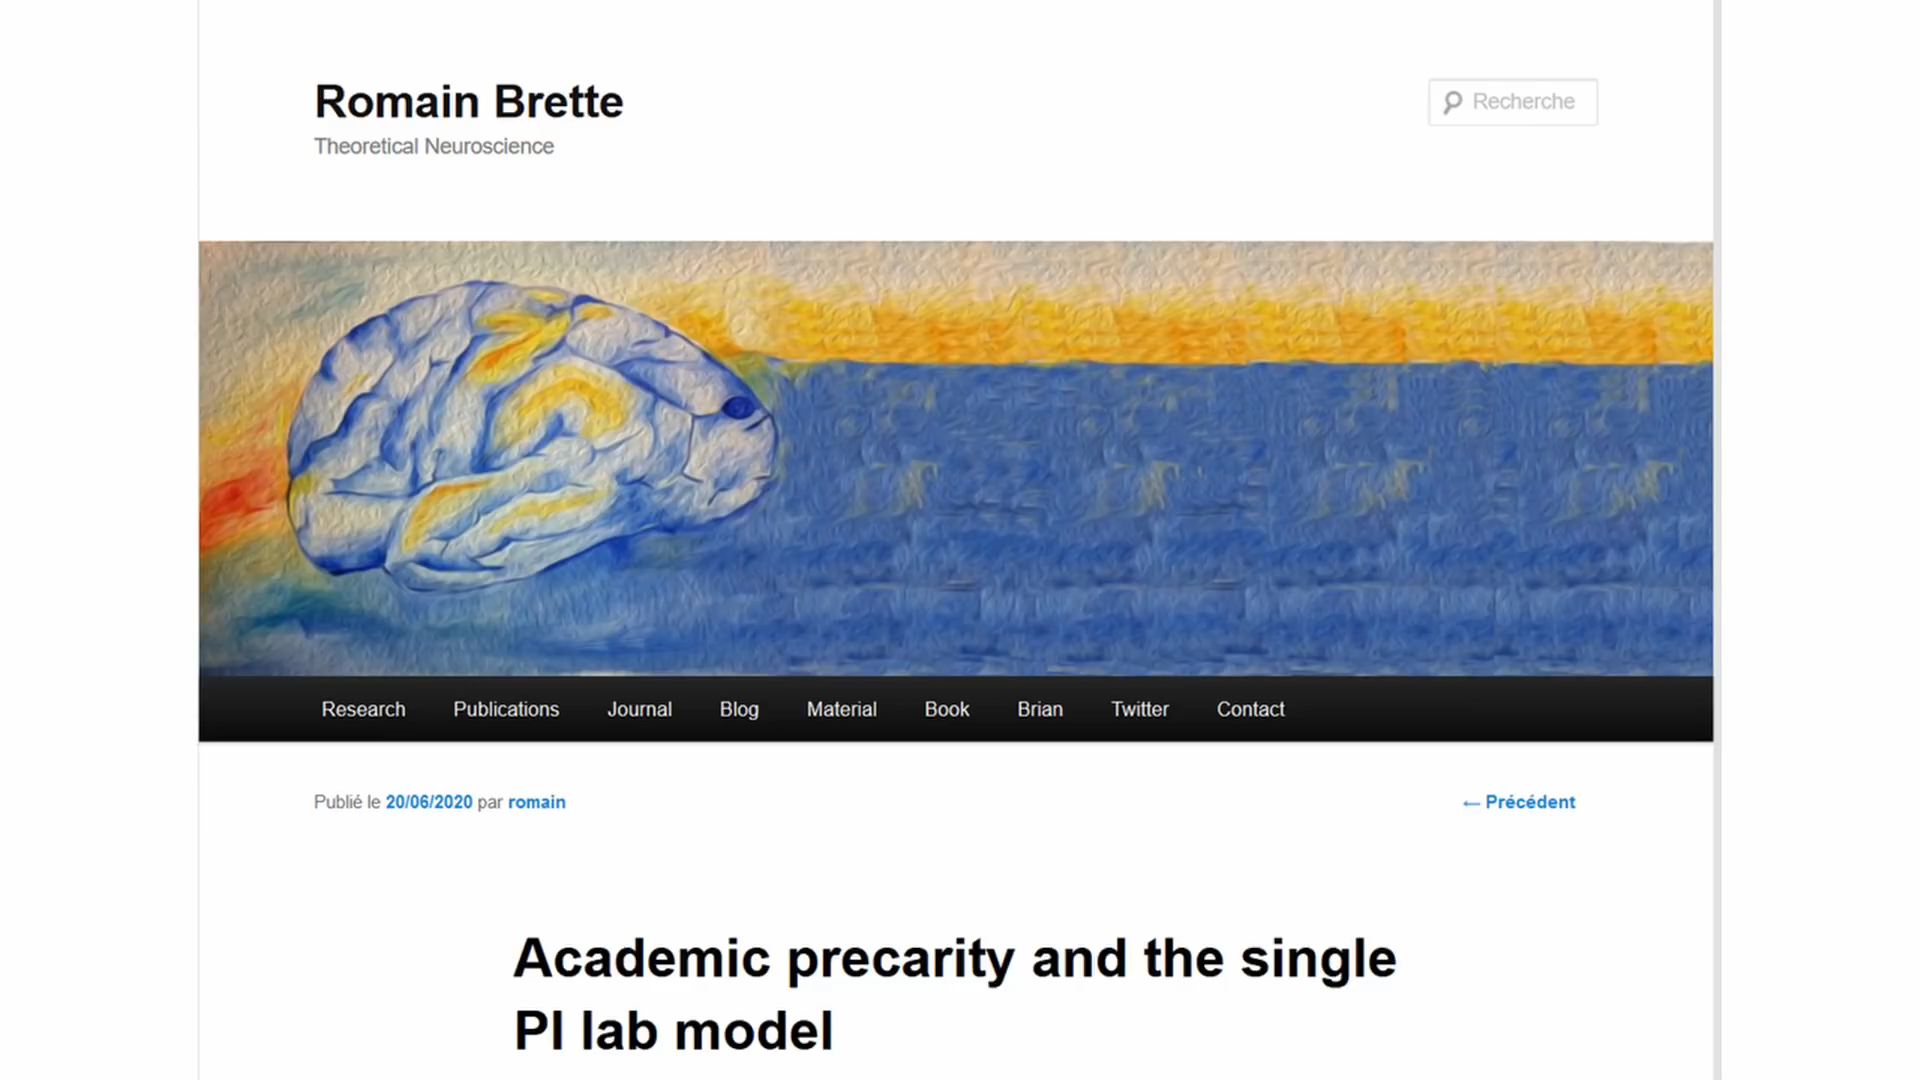 Romain Brette
Theoretical Neuroscience
Recherche
Research Publications Journal Blog Material Book Brian Twitter Contact
Publié le 20/06/2020 par romain
← Précédent
Academic precarity and the single
PI lab model